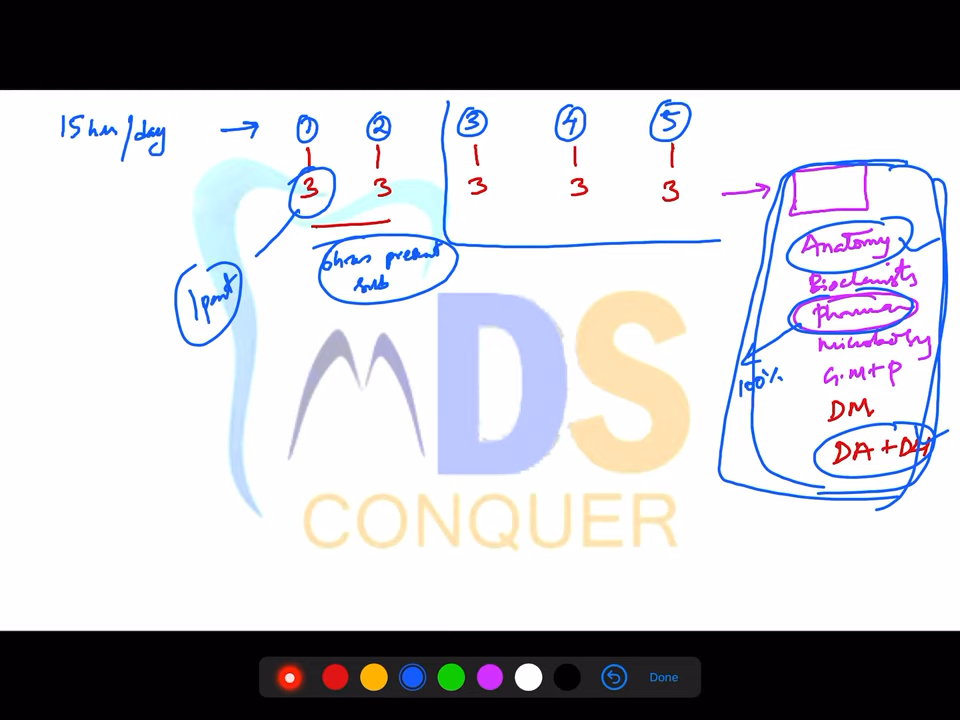 15 hrs/day → ① ② ③ ④ ⑤
3 3 3 3 3 →
6hrs present
sub
1 part
Anatomy
Biochemistry
Pharmac
Microbiology
G.M+P
100%
DM
DA + DH
MDS
CONQUER
Done